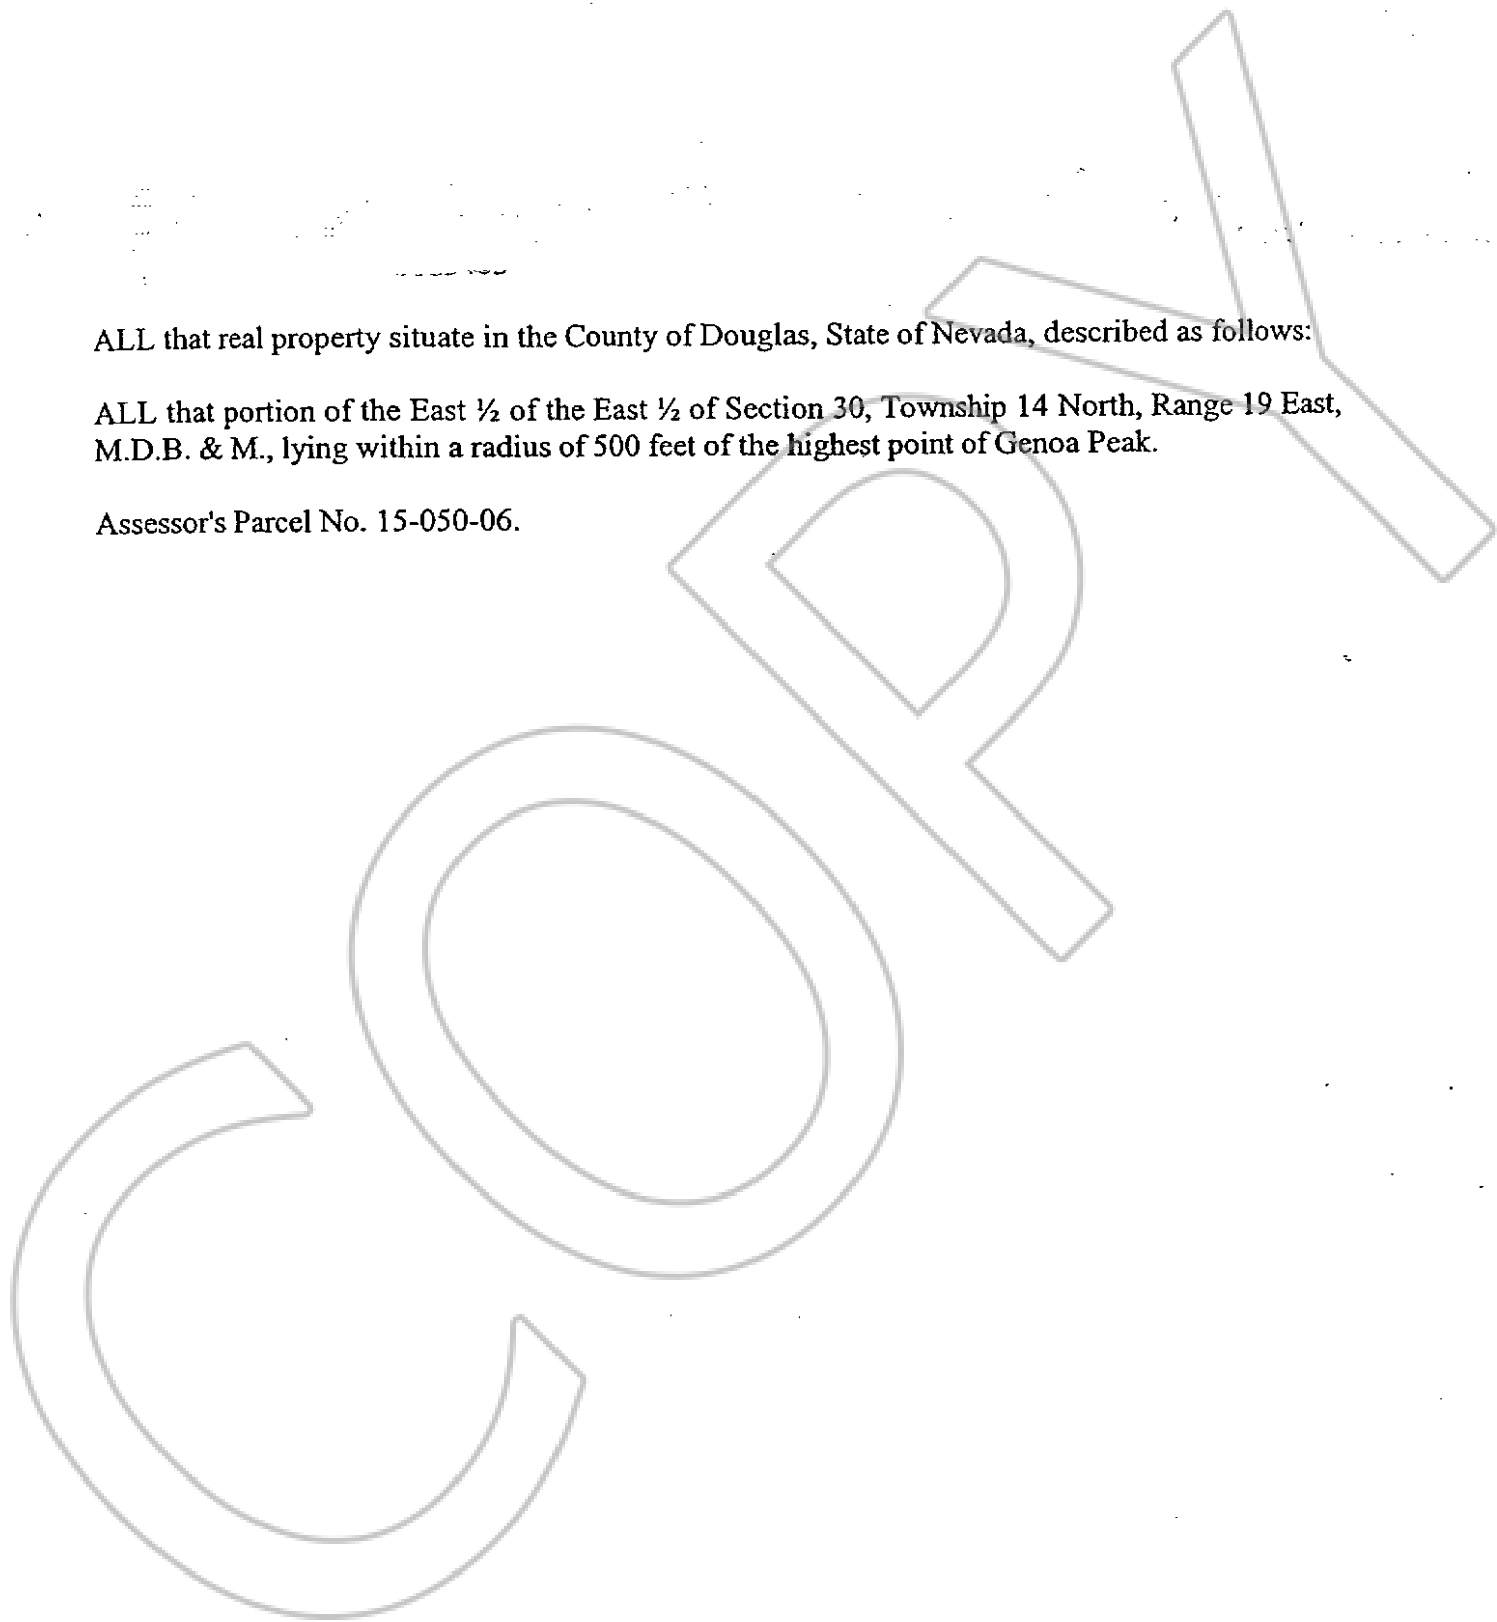 ALL that real property situate in the County of Douglas, State of Nevada, described as follows:
ALL that portion of the East ½ of the East ½ of Section 30, Township 14 North, Range 19 East,
M.D.B. & M., lying within a radius of 500 feet of the highest point of Genoa Peak.
Assessor's Parcel No. 15-050-06.
COPY